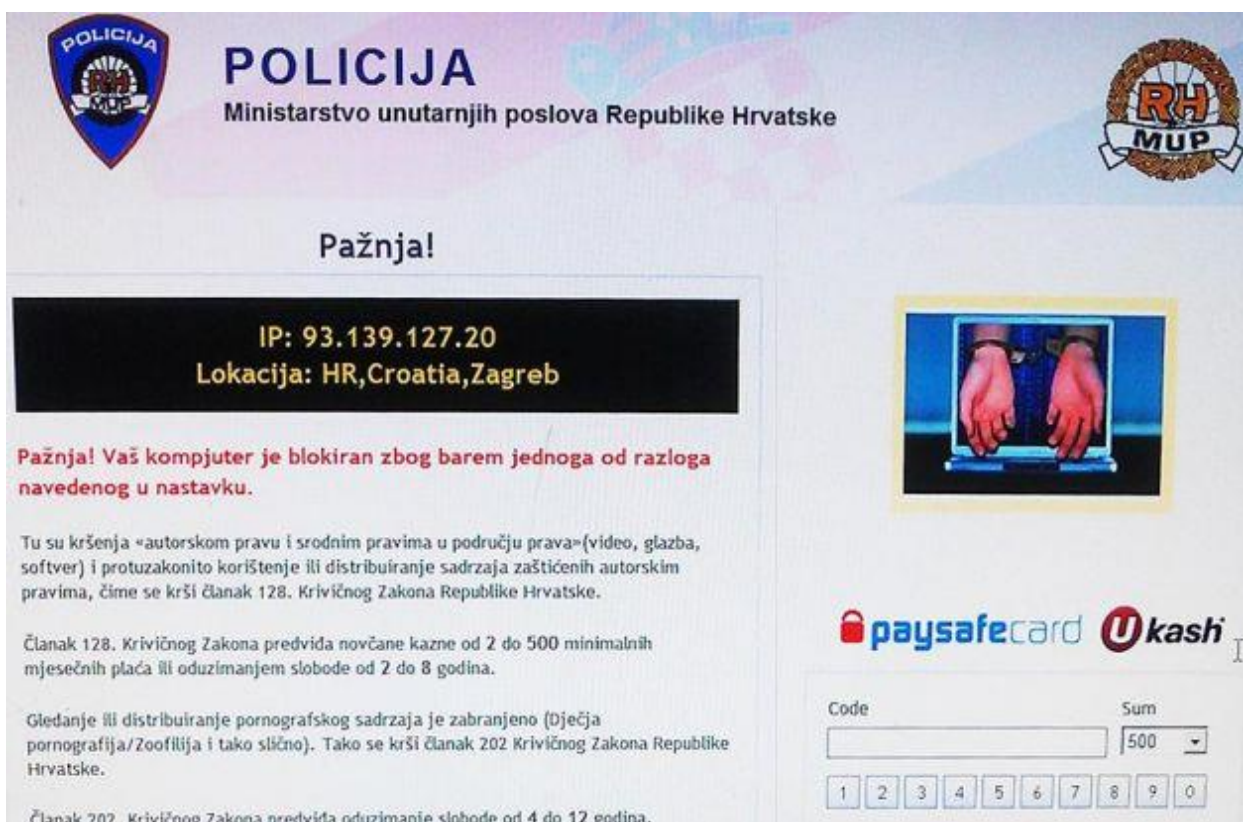 POLICIJA
RH
MUP
POLICIJA
Ministarstvo unutarnjih poslova Republike Hrvatske
RH
MUP
Pažnja!
IP: 93.139.127.20
Lokacija: HR,Croatia,Zagreb
Pažnja! Vaš kompjuter je blokiran zbog barem jednoga od razloga
navedenog u nastavku.
Tu su kršenja «autorskom pravu i srodnim pravima u području prava»(video, glazba,
softver) i protuzakonito korištenje ili distribuiranje sadrzaja zaštićenih autorskim
pravima, čime se krši članak 128. Krivičnog Zakona Republike Hrvatske.
Članak 128. Krivičnog Zakona predviđa novčane kazne od 2 do 500 minimalnih
mjesečnih plaća ili oduzimanjem slobode od 2 do 8 godina.
Gledanje ili distribuiranje pornografskog sadrzaja je zabranjeno (Dječja
pornografija/Zoofilija i tako slično). Tako se krši članak 202 Krivičnog Zakona Republike
Hrvatske.
Članak 202. Krivičnog Zakona predviđa oduzimanje slobode od 4 do 12 godina.
paysafecard Ukash
Code Sum
500
1 2 3 4 5 6 7 8 9 0